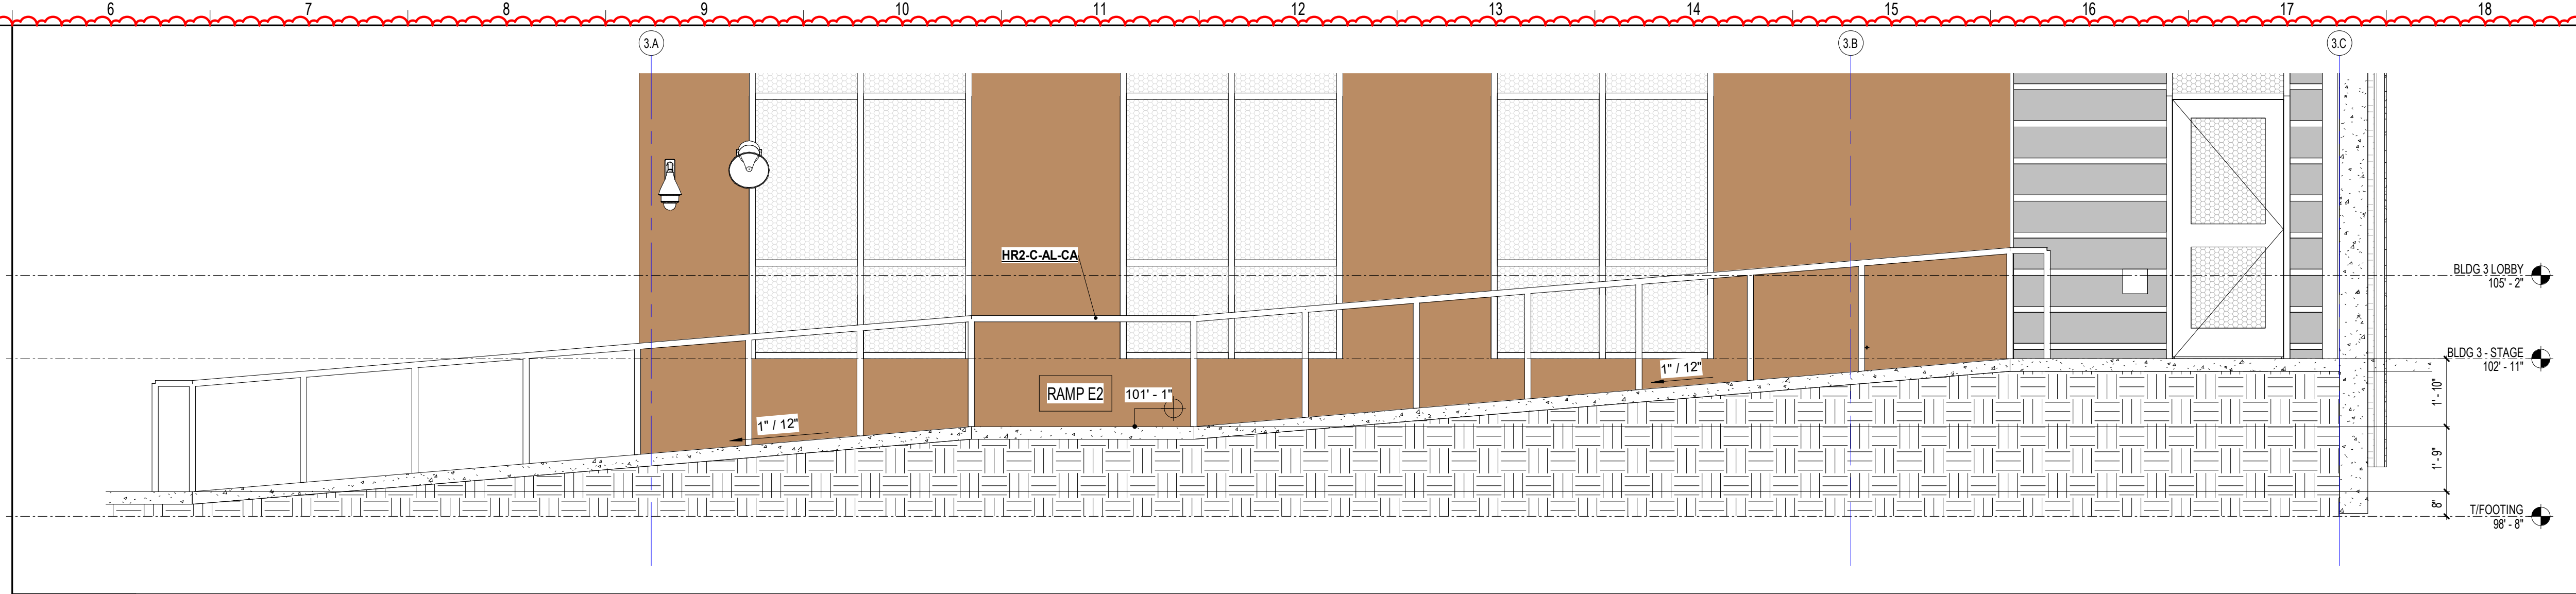 6 7 8 9 10 11 12 13 14 15 16 17 18
3.A 3.B 3.C
HR2-C-AL-CA
BLDG 3 LOBBY
105' - 2"
BLDG 3 - STAGE
102' - 11"
1" / 12"
RAMP E2
101' - 1"
1" / 12"
1' - 10"
1' - 9"
8"
T/FOOTING
98' - 8"